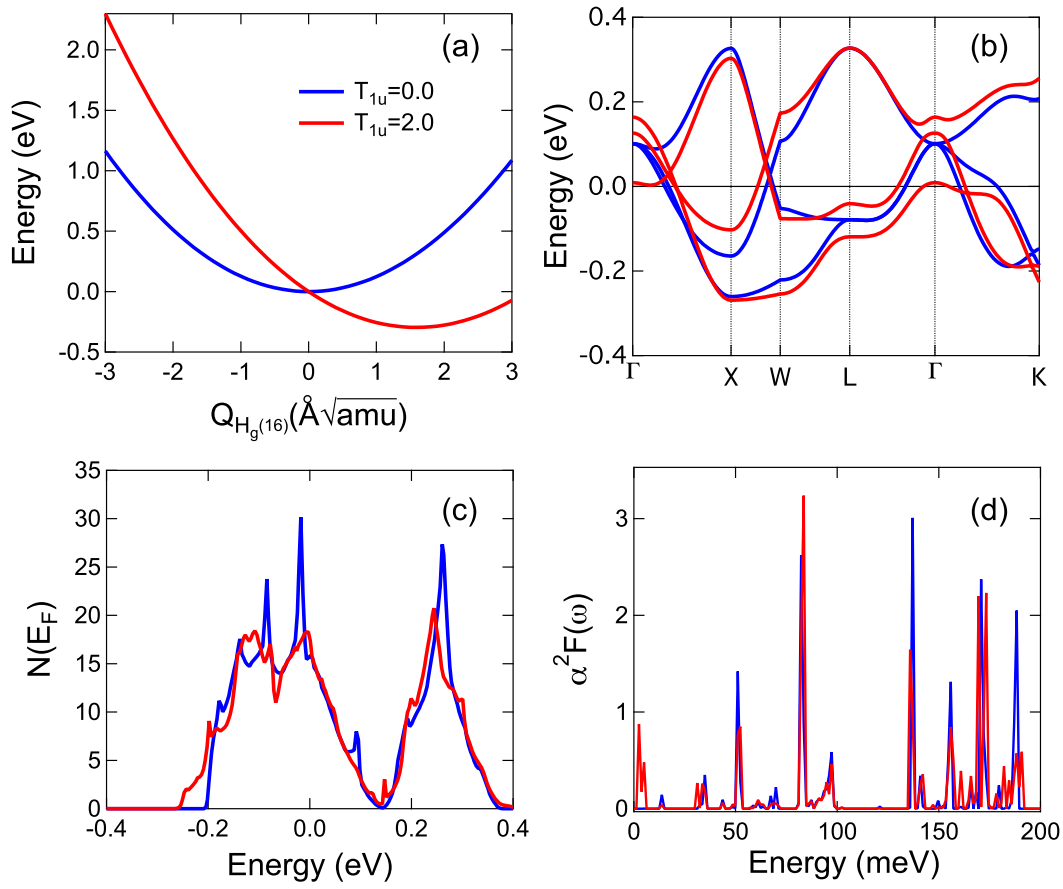 (a)
Energy (eV)
2.0
1.5
1.0
0.5
0.0
-0.5
T1u=0.0
T1u=2.0
-3 -2 -1 0 1 2 3
QHg(16)(Å√amu)
(b)
Energy (eV)
0.4
0.2
0.0
-0.2
-0.4
Γ X W L Γ K
(c)
N(EF)
35
30
25
20
15
10
5
0
-0.4 -0.2 0.0 0.2 0.4
Energy (eV)
(d)
α²F(ω)
3
2
1
0
0 50 100 150 200
Energy (meV)